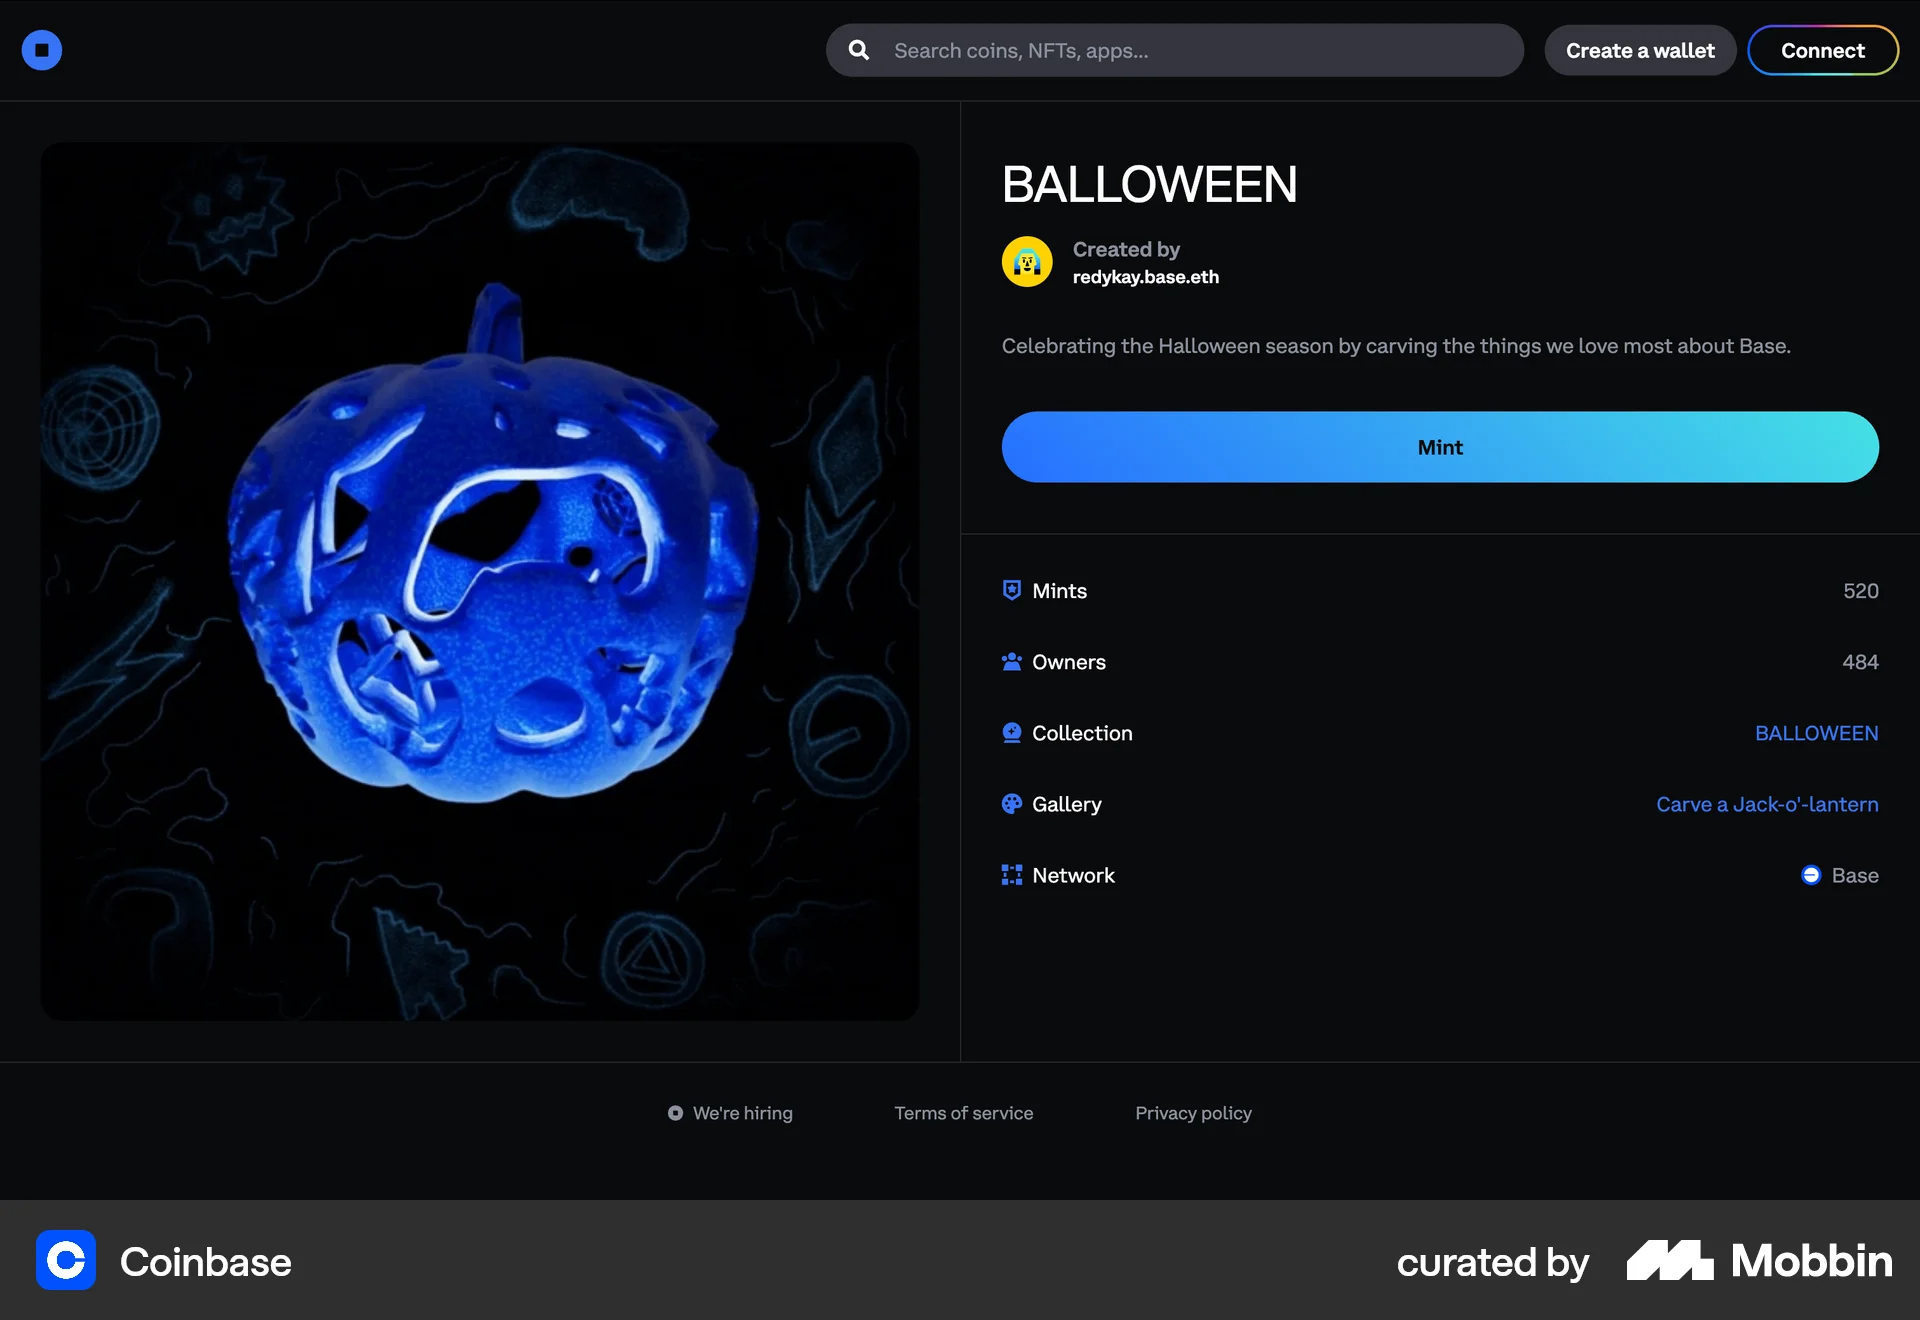 Search coins, NFTs, apps...
Create a wallet
Connect
BALLOWEEN
Created by
redykay.base.eth
Celebrating the Halloween season by carving the things we love most about Base.
Mint
Mints
520
Owners
484
Collection
BALLOWEEN
Gallery
Carve a Jack-o'-lantern
Network
Base
We're hiring
Terms of service
Privacy policy
Coinbase
curated by
Mobbin